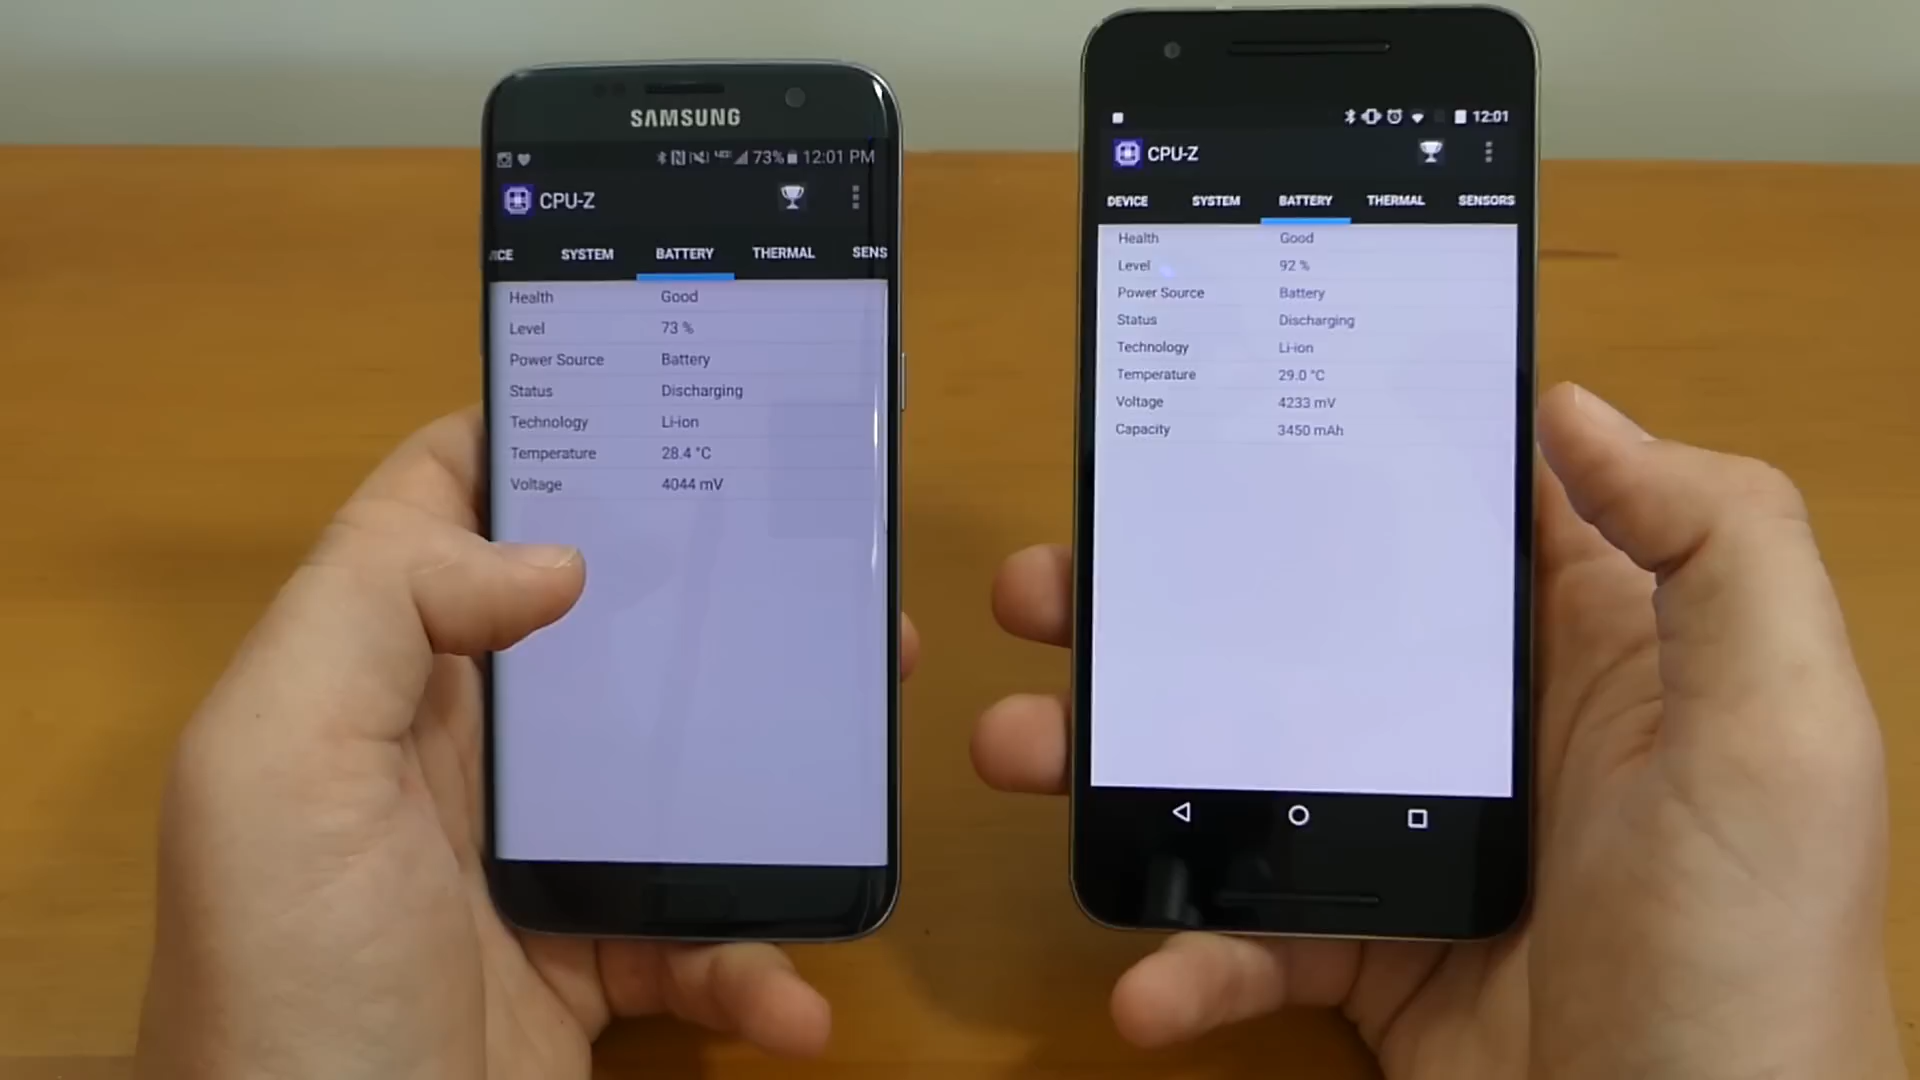 SAMSUNG
73% 12:01 PM
CPU-Z
ICE SYSTEM BATTERY THERMAL SENS
Health Good
Level 73 %
Power Source Battery
Status Discharging
Technology Li-ion
Temperature 28.4 °C
Voltage 4044 mV
12:01
CPU-Z
DEVICE SYSTEM BATTERY THERMAL SENSORS
Health Good
Level 92 %
Power Source Battery
Status Discharging
Technology Li-ion
Temperature 29.0 °C
Voltage 4233 mV
Capacity 3450 mAh